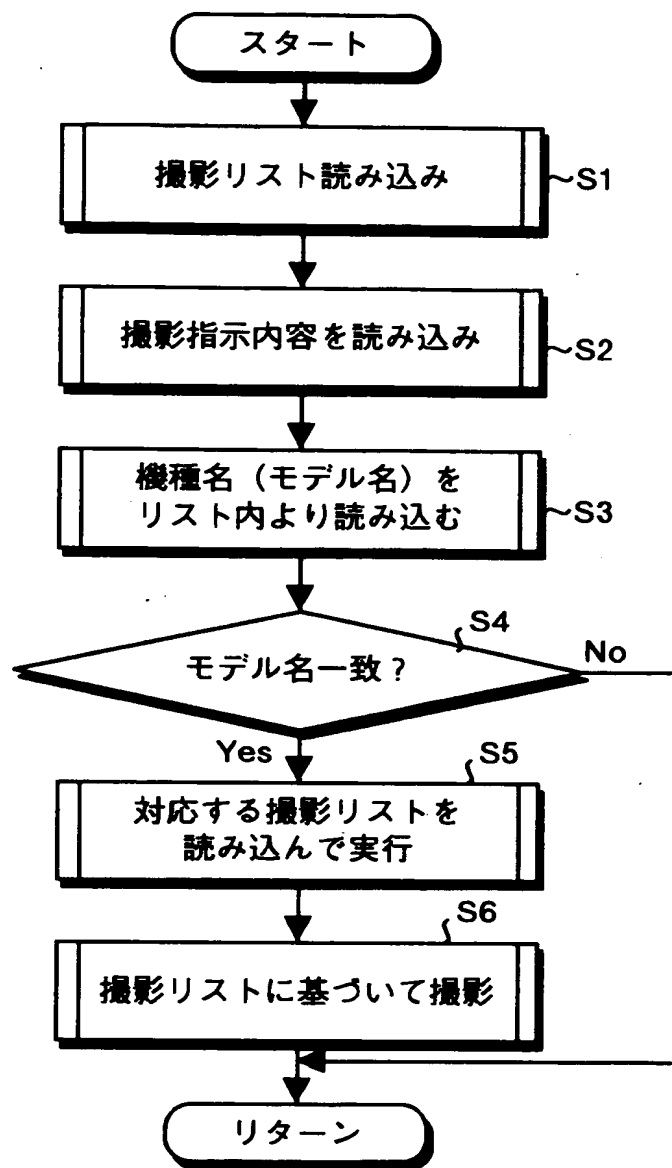 スタート
撮影リスト読み込み
~S1
撮影指示内容を読み込み
~S2
機種名（モデル名）を
リスト内より読み込む
~S3
S4
モデル名一致？
No
Yes
S5
対応する撮影リストを
読み込んで実行
S6
撮影リストに基づいて撮影
リターン